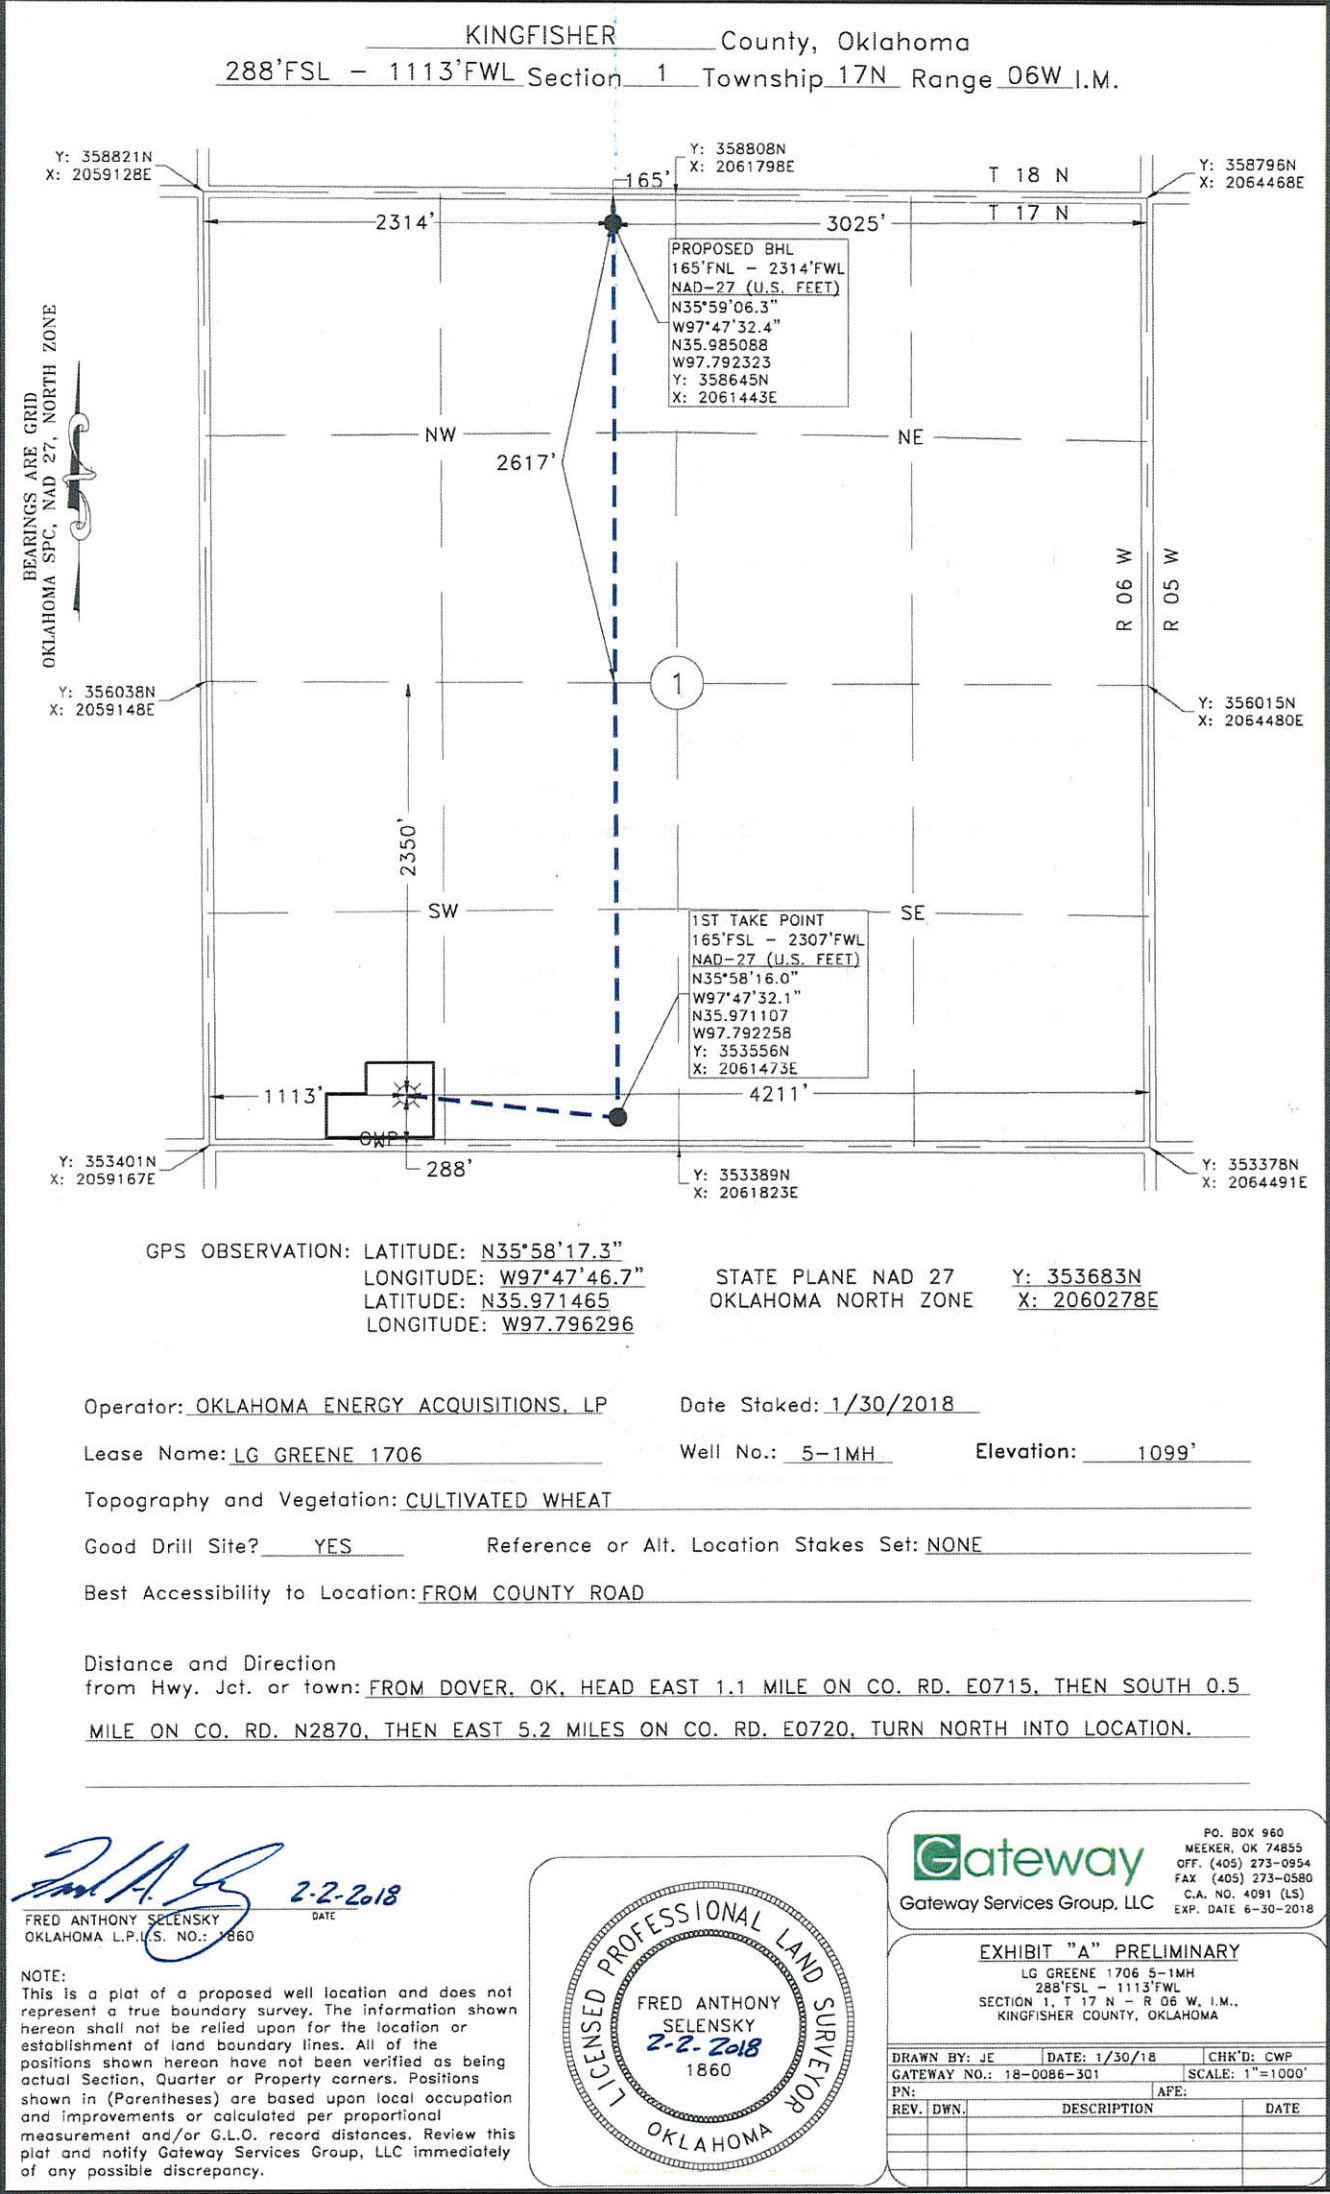 KINGFISHER County, Oklahoma
288'FSL - 1113'FWL Section 1 Township 17N Range 06W I.M.
Y: 358821N
X: 2059128E
Y: 358808N
X: 2061798E
Y: 358796N
X: 2064468E
165'
T 18 N
T 17 N
2314'
3025'
PROPOSED BHL
165'FNL - 2314'FWL
NAD-27 (U.S. FEET)
N35°59'06.3"
W97°47'32.4"
N35.985088
W97.792323
Y: 358645N
X: 2061443E
BEARINGS ARE GRID
OKLAHOMA SPC, NAD 27, NORTH ZONE
NW
NE
2617'
R 06 W
R 05 W
Y: 356038N
X: 2059148E
1
Y: 356015N
X: 2064480E
2350'
SW
SE
1ST TAKE POINT
165'FSL - 2307'FWL
NAD-27 (U.S. FEET)
N35°58'16.0"
W97°47'32.1"
N35.971107
W97.792258
Y: 353556N
X: 2061473E
1113'
4211'
OWP
288'
Y: 353401N
X: 2059167E
Y: 353389N
X: 2061823E
Y: 353378N
X: 2064491E
GPS OBSERVATION: LATITUDE: N35°58'17.3"
LONGITUDE: W97°47'46.7"
LATITUDE: N35.971465
LONGITUDE: W97.796296
STATE PLANE NAD 27 Y: 353683N
OKLAHOMA NORTH ZONE X: 2060278E
Operator: OKLAHOMA ENERGY ACQUISITIONS, LP Date Staked: 1/30/2018
Lease Name: LG GREENE 1706 Well No.: 5-1MH Elevation: 1099'
Topography and Vegetation: CULTIVATED WHEAT
Good Drill Site? YES Reference or Alt. Location Stakes Set: NONE
Best Accessibility to Location: FROM COUNTY ROAD
Distance and Direction
from Hwy. Jct. or town: FROM DOVER, OK, HEAD EAST 1.1 MILE ON CO. RD. E0715, THEN SOUTH 0.5
MILE ON CO. RD. N2870, THEN EAST 5.2 MILES ON CO. RD. E0720, TURN NORTH INTO LOCATION.
2-2-2018
FRED ANTHONY SELENSKY DATE
OKLAHOMA L.P.L.S. NO.: 1860
NOTE:
This is a plat of a proposed well location and does not
represent a true boundary survey. The information shown
hereon shall not be relied upon for the location or
establishment of land boundary lines. All of the
positions shown hereon have not been verified as being
actual Section, Quarter or Property corners. Positions
shown in (Parentheses) are based upon local occupation
and improvements or calculated per proportional
measurement and/or G.L.O. record distances. Review this
plat and notify Gateway Services Group, LLC immediately
of any possible discrepancy.
LICENSED PROFESSIONAL LAND SURVEYOR
FRED ANTHONY
SELENSKY
2-2-2018
1860
OKLAHOMA
Gateway
Gateway Services Group, LLC
PO. BOX 960
MEEKER, OK 74855
OFF. (405) 273-0954
FAX (405) 273-0580
C.A. NO. 4091 (LS)
EXP. DATE 6-30-2018
EXHIBIT "A" PRELIMINARY
LG GREENE 1706 5-1MH
288'FSL - 1113'FWL
SECTION 1, T 17 N - R 06 W, I.M.,
KINGFISHER COUNTY, OKLAHOMA
DRAWN BY: JE DATE: 1/30/18 CHK'D: CWP
GATEWAY NO.: 18-0086-301 SCALE: 1"=1000'
PN: AFE:
REV. DWN. DESCRIPTION DATE